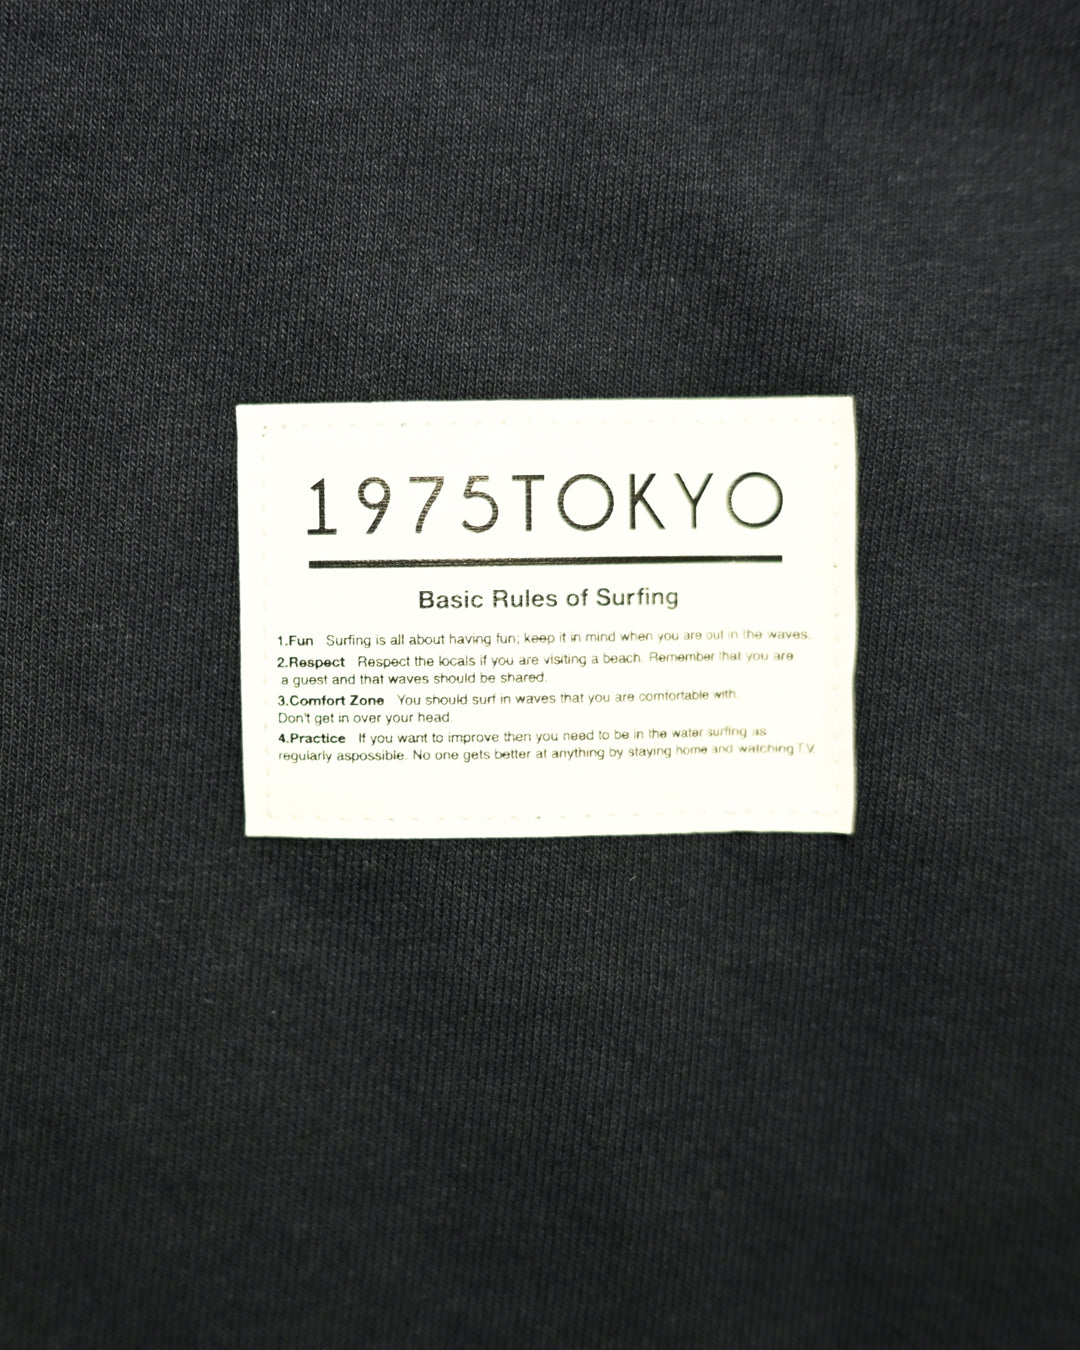 1975TOKYO
Basic Rules of Surfing
1.Fun Surfing is all about having fun; keep it in mind when you are out in the waves.
2.Respect Respect the locals if you are visiting a beach. Remember that you are
a guest and that waves should be shared.
3.Comfort Zone You should surf in waves that you are comfortable with.
Don't get in over your head.
4.Practice If you want to improve then you need to be in the water surfing as
regularly aspossible. No one gets better at anything by staying home and watching T.V.